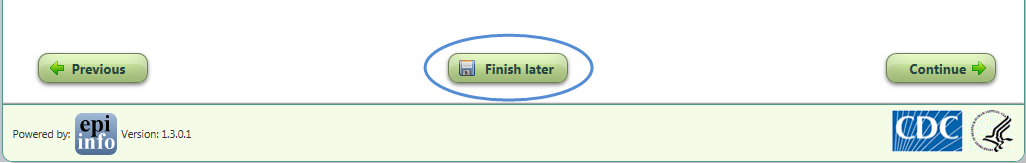 Previous
Finish later
Continue
Powered by:
epi
info
Version: 1.3.0.1
CDC